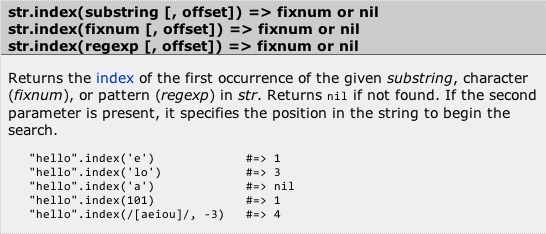 str.index(substring [, offset]) => fixnum or nil
str.index(fixnum [, offset]) => fixnum or nil
str.index(regexp [, offset]) => fixnum or nil
Returns the index of the first occurrence of the given substring, character
(fixnum), or pattern (regexp) in str. Returns nil if not found. If the second
parameter is present, it specifies the position in the string to begin the
search.
"hello".index('e') #=> 1
"hello".index('lo') #=> 3
"hello".index('a') #=> nil
"hello".index(101) #=> 1
"hello".index(/[aeiou]/, -3) #=> 4